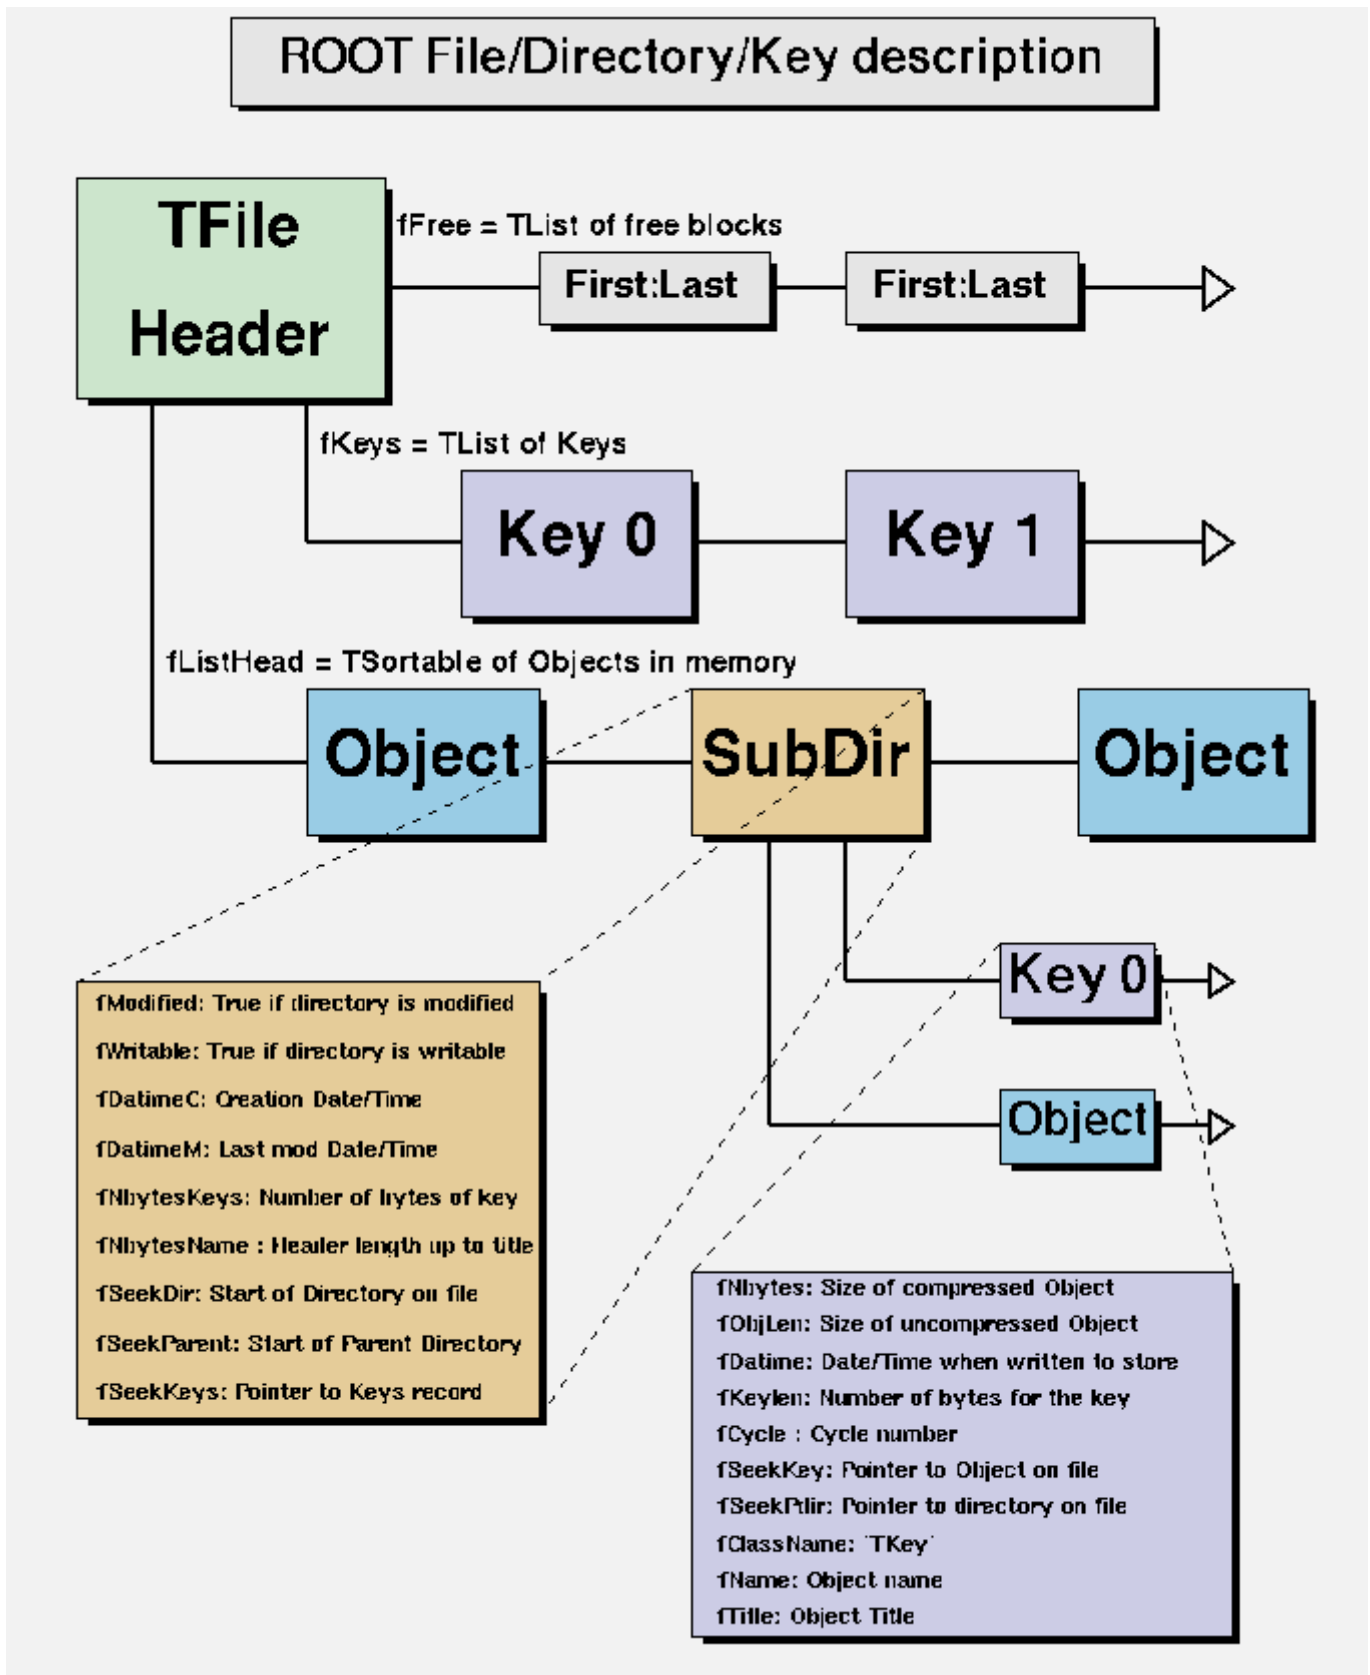 ROOT File/Directory/Key description
TFile
Header
fFree = TList of free blocks
First:Last
First:Last
fKeys = TList of Keys
Key 0
Key 1
fListHead = TSortable of Objects in memory
Object
SubDir
Object
Key 0
Object
fModified: True if directory is modified
fWritable: True if directory is writable
fDatimeC: Creation Date/Time
fDatimeM: Last mod Date/Time
fNbytesKeys: Number of bytes of key
fNbytesName : Header length up to title
fSeekDir: Start of Directory on file
fSeekParent: Start of Parent Directory
fSeekKeys: Pointer to Keys record
fNbytes: Size of compressed Object
fObjLen: Size of uncompressed Object
fDatime: Date/Time when written to store
fKeylen: Number of bytes for the key
fCycle : Cycle number
fSeekKey: Pointer to Object on file
fSeekPdir: Pointer to directory on file
fClassName: 'TKey'
fName: Object name
fTitle: Object Title